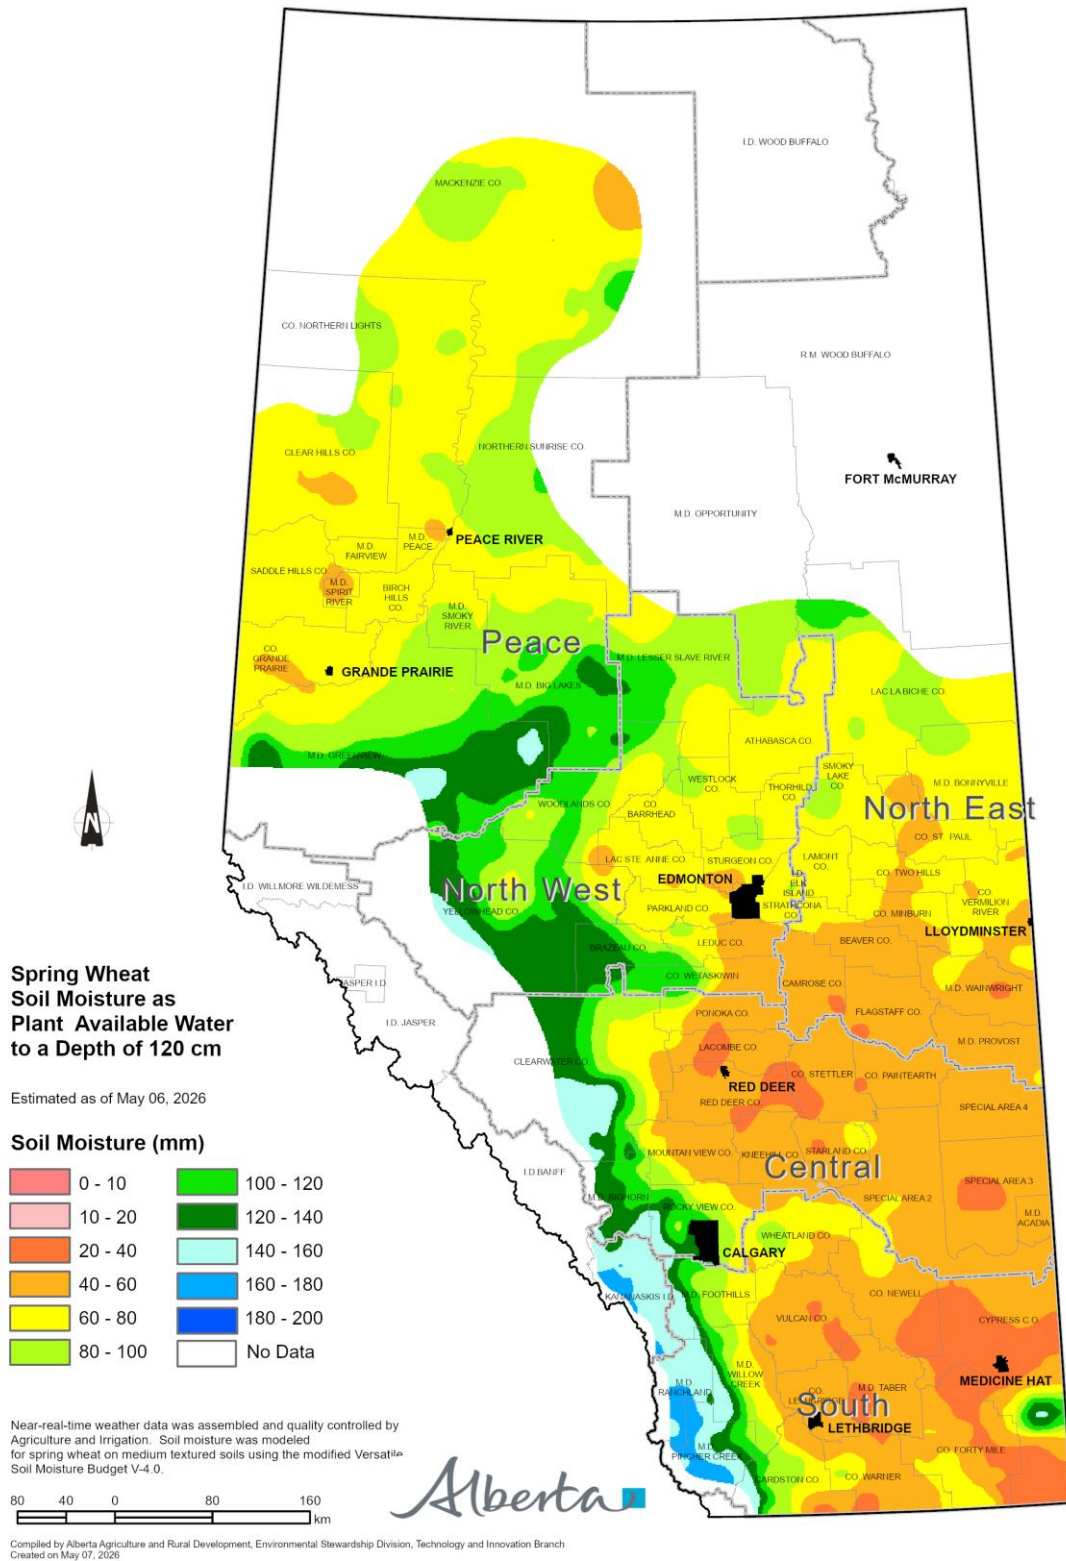 I.D. WOOD BUFFALO
MACKENZIE CO.
CO. NORTHERN LIGHTS
R.M. WOOD BUFFALO
CLEAR HILLS CO.
NORTHERN SUNRISE CO.
FORT McMURRAY
M.D. OPPORTUNITY
PEACE RIVER
M.D.
PEACE
M.D.
FAIRVIEW
SADDLE HILLS CO.
M.D.
SPIRIT
RIVER
BIRCH
HILLS
CO.
M.D.
SMOKY
RIVER
Peace
CO.
GRANDE
PRAIRIE
GRANDE PRAIRIE
M.D. LESSER SLAVE RIVER
M.D. BIG LAKES
LAC LA BICHE CO.
M.D. GREENVIEW
ATHABASCA CO.
WESTLOCK
CO.
THORHILD
CO.
SMOKY
LAKE
CO
M.D. BONNYVILLE
WOODLANDS CO.
CO.
BARRHEAD
North East
CO. ST. PAUL
LAC STE. ANNE CO.
STURGEON CO.
LAMONT
CO.
CO. TWO HILLS
I.D. WILLMORE WILDERNESS
North West
EDMONTON
I.D.
ELK
ISLAND
CO.
VERMILION
RIVER
YELLOWHEAD CO.
PARKLAND CO.
STRATHCONA
CO.
CO. MINBURN
LLOYDMINSTER
BRAZEAU CO.
LEDUC CO.
BEAVER CO.
CO. WETASKIWIN
CAMROSE CO.
M.D. WAINWRIGHT
JASPER I.D.
I.D. JASPER
PONOKA CO.
FLAGSTAFF CO.
M.D. PROVOST
CLEARWATER CO.
LACOMBE CO.
RED DEER
CO. STETTLER
CO. PAINTEARTH
RED DEER CO.
SPECIAL AREA 4
MOUNTAIN VIEW CO.
KNEEHILL CO.
STARLAND CO.
Central
I.D BANFF
SPECIAL AREA 3
M.D. BIGHORN
ROCKY VIEW CO.
SPECIAL AREA 2
M.D.
ACADIA
CALGARY
WHEATLAND CO.
KANANASKIS I.D.
M.D. FOOTHILLS
CO. NEWELL
VULCAN CO.
CYPRESS CO.
M.D.
WILLOW
CREEK
MEDICINE HAT
M.D.
RANCHLAND
CO.
LETHBRIDGE
M.D. TABER
South
LETHBRIDGE
M.D.
PINCHER CREEK
CO. FORTY MILE
CARDSTON CO.
CO. WARNER
N
Spring Wheat
Soil Moisture as
Plant Available Water
to a Depth of 120 cm
Estimated as of May 06, 2026
Soil Moisture (mm)
0 - 10
100 - 120
10 - 20
120 - 140
20 - 40
140 - 160
40 - 60
160 - 180
60 - 80
180 - 200
80 - 100
No Data
Near-real-time weather data was assembled and quality controlled by
Agriculture and Irrigation. Soil moisture was modeled
for spring wheat on medium textured soils using the modified Versatile
Soil Moisture Budget V-4.0.
80 40 0 80 160
km
Alberta
Compiled by Alberta Agriculture and Rural Development, Environmental Stewardship Division, Technology and Innovation Branch
Created on May 07, 2026